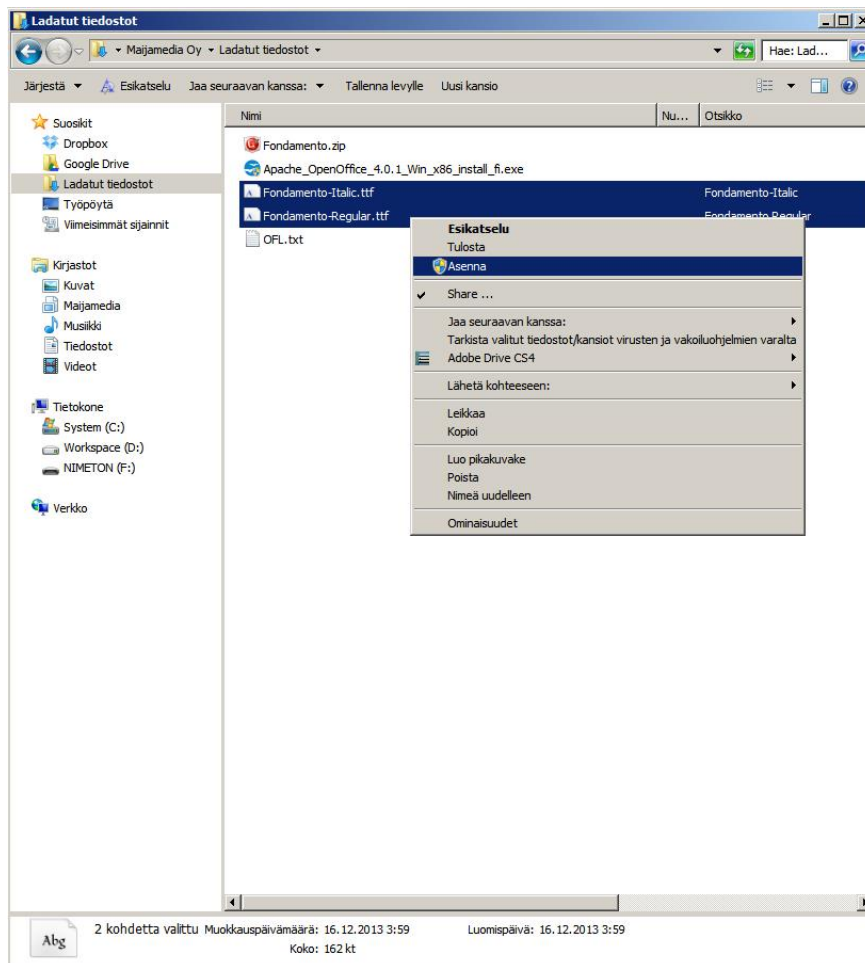 Ladatut tiedostot
Maijamedia Oy Ladatut tiedostot Hae: Lad...
Järjestä Esikatselu Jaa seuraavan kanssa: Tallenna levylle Uusi kansio
Suosikit
Dropbox
Google Drive
Ladatut tiedostot
Työpöytä
Viimeisimmät sijainnit
Kirjastot
Kuvat
Maijamedia
Musiikki
Tiedostot
Videot
Tietokone
System (C:)
Workspace (D:)
NIMETON (F:)
Verkko
Nimi Nu... Otsikko
Fondamento.zip
Apache_OpenOffice_4.0.1_Win_x86_install_fi.exe
Fondamento-Italic.ttf Fondamento-Italic
Fondamento-Regular.ttf Fondamento Regular
OFL.txt
Esikatselu
Tulosta
Asenna
Share ...
Jaa seuraavan kanssa:
Tarkista valitut tiedostot/kansiot virusten ja vakoiluohjelmien varalta
Adobe Drive CS4
Lähetä kohteeseen:
Leikkaa
Kopioi
Luo pikakuvake
Poista
Nimeä uudelleen
Ominaisuudet
Abg
2 kohdetta valittu Muokkauspäivämäärä: 16.12.2013 3:59 Luomispäivä: 16.12.2013 3:59
Koko: 162 kt